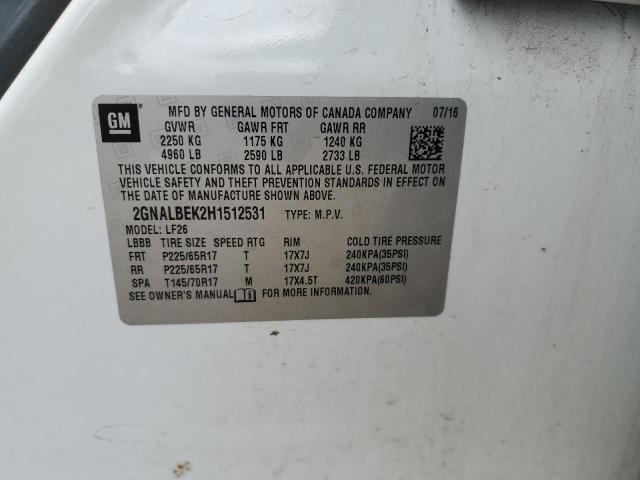 GM
MFD BY GENERAL MOTORS OF CANADA COMPANY 07/16
GVWR GAWR FRT GAWR RR
2250 KG 1175 KG 1240 KG
4960 LB 2590 LB 2733 LB
THIS VEHICLE CONFORMS TO ALL APPLICABLE U.S. FEDERAL MOTOR
VEHICLE SAFETY AND THEFT PREVENTION STANDARDS IN EFFECT ON
THE DATE OF MANUFACTURE SHOWN ABOVE.
2GNALBEK2H1512531 TYPE: M.P.V.
MODEL: LF26
LBBB TIRE SIZE SPEED RTG RIM COLD TIRE PRESSURE
FRT P225/65R17 T 17X7J 240KPA(35PSI)
RR P225/65R17 T 17X7J 240KPA(35PSI)
SPA T145/70R17 M 17X4.5T 420KPA(60PSI)
SEE OWNER'S MANUAL FOR MORE INFORMATION.